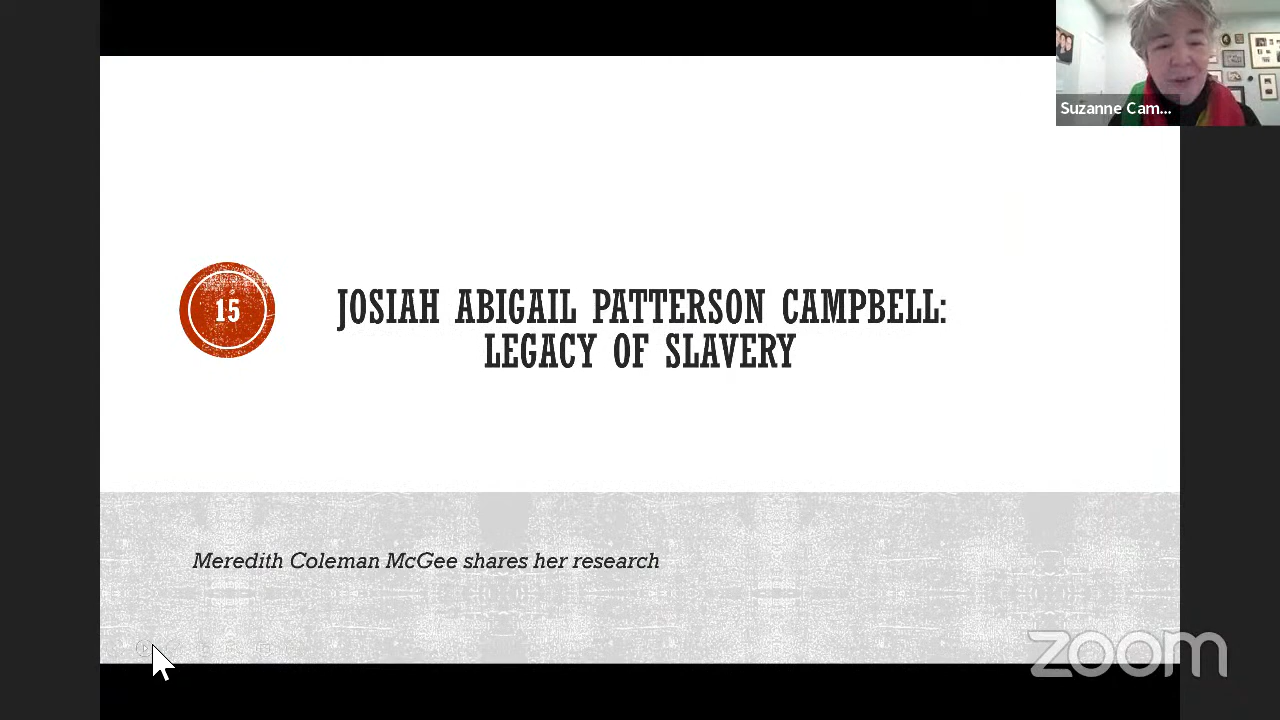 Suzanne Cam...
15
JOSIAH ABIGAIL PATTERSON CAMPBELL:
LEGACY OF SLAVERY
Meredith Coleman McGee shares her research
zoom